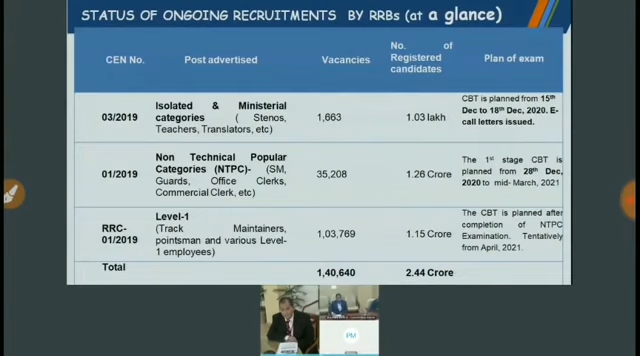 STATUS OF ONGOING RECRUITMENTS BY RRBs (at a glance)
CEN No.
Post advertised
Vacancies
No. of
Registered
candidates
Plan of exam
03/2019
Isolated & Ministerial
categories ( Stenos,
Teachers, Translators, etc)
1,663
1.03 lakh
CBT is planned from 15th
Dec to 18th Dec, 2020. E-
call letters issued.
01/2019
Non Technical Popular
Categories (NTPC)- (SM,
Guards, Office Clerks,
Commercial Clerk, etc)
35,208
1.26 Crore
The 1st stage CBT is
planned from 28th Dec,
2020 to mid- March, 2021
RRC-
01/2019
Level-1
(Track Maintainers,
pointsman and various Level-
1 employees)
1,03,769
1.15 Crore
The CBT is planned after
completion of NTPC
Examination. Tentatively
from April, 2021.
Total
1,40,640
2.44 Crore
PM